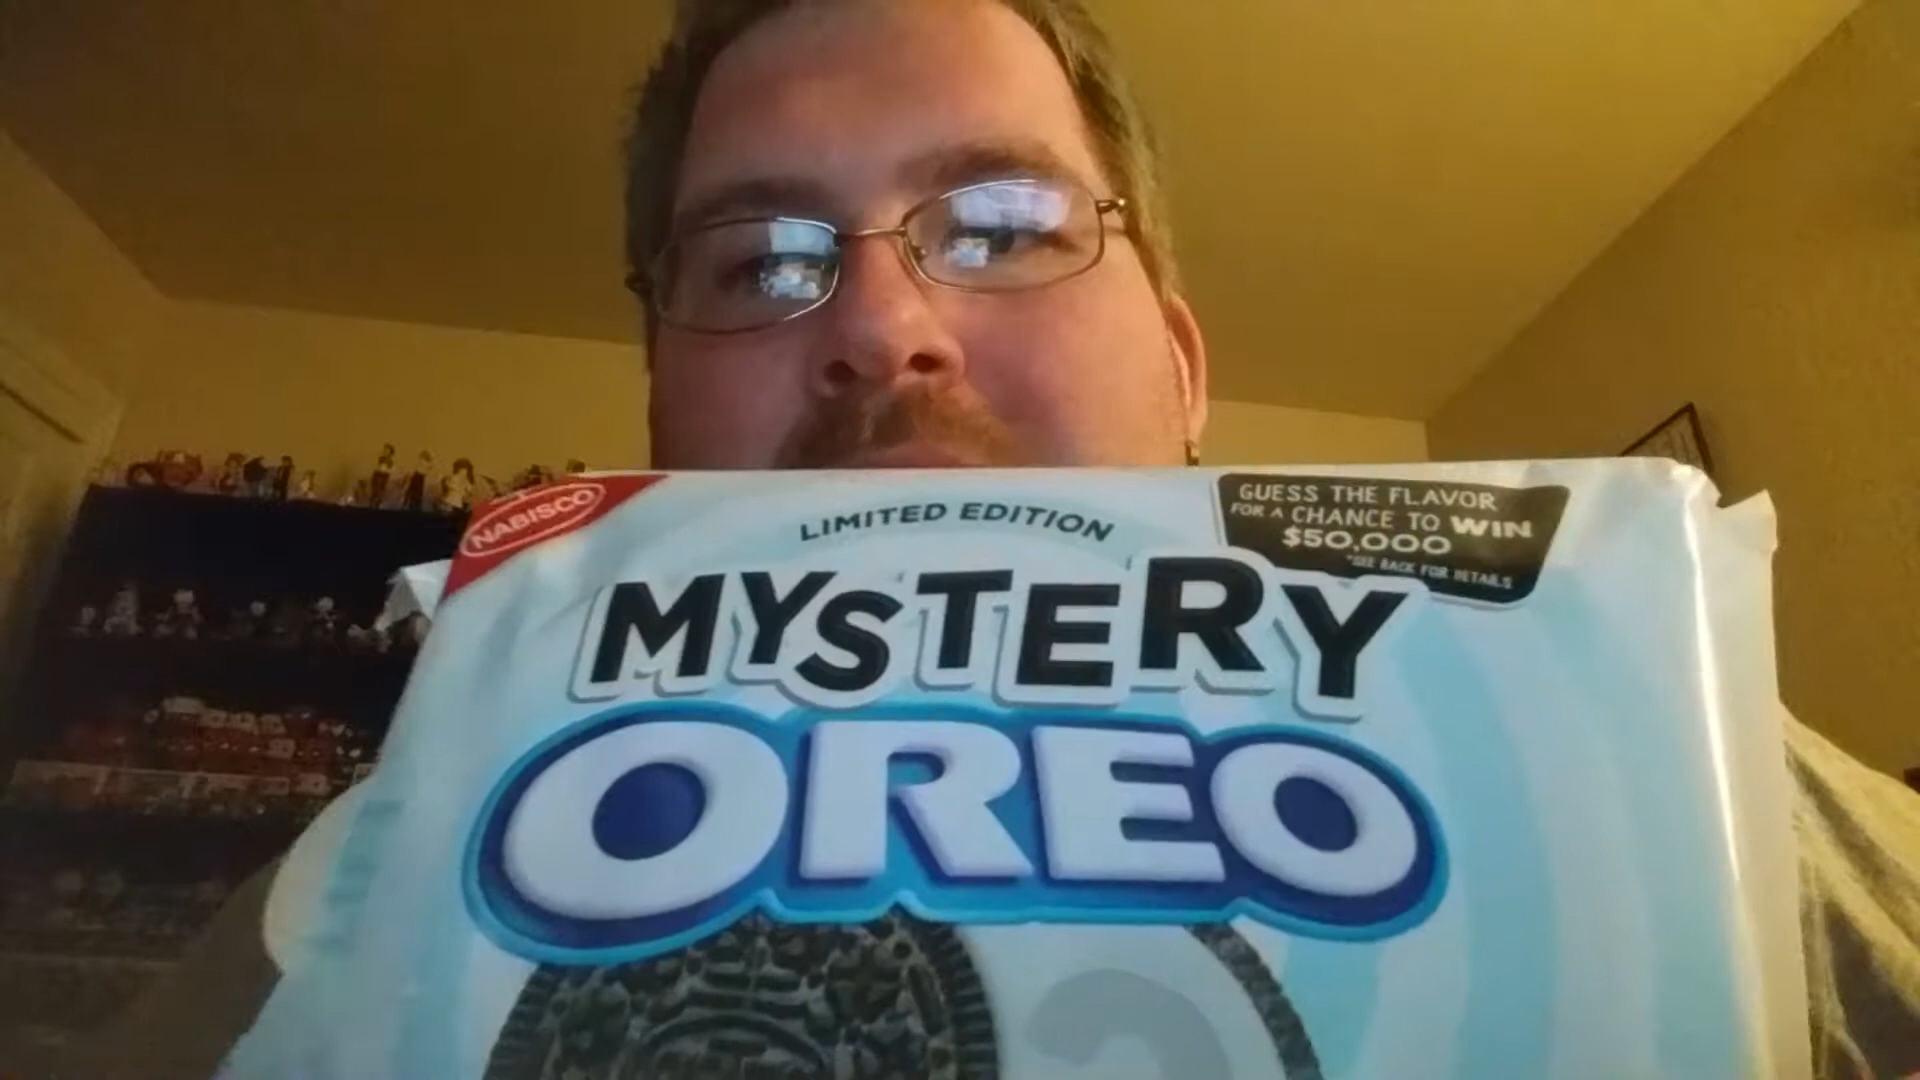 NABISCO
LIMITED EDITION
GUESS THE FLAVOR
FOR A CHANCE TO WIN
$50,000
*SEE BACK FOR DETAILS
MYSTERY
OREO
?